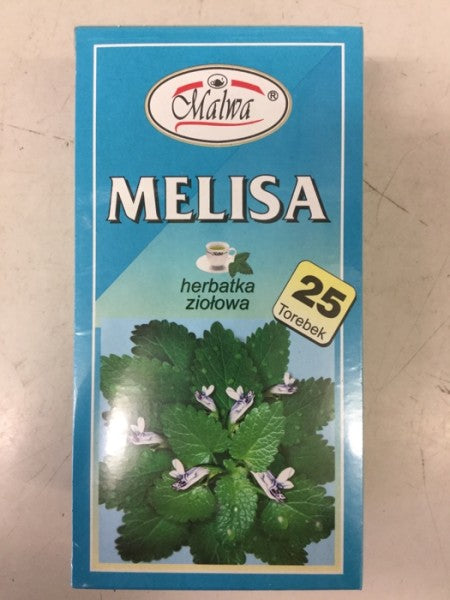 Malwa ®
MELISA
herbatka
ziołowa
25
Torebek